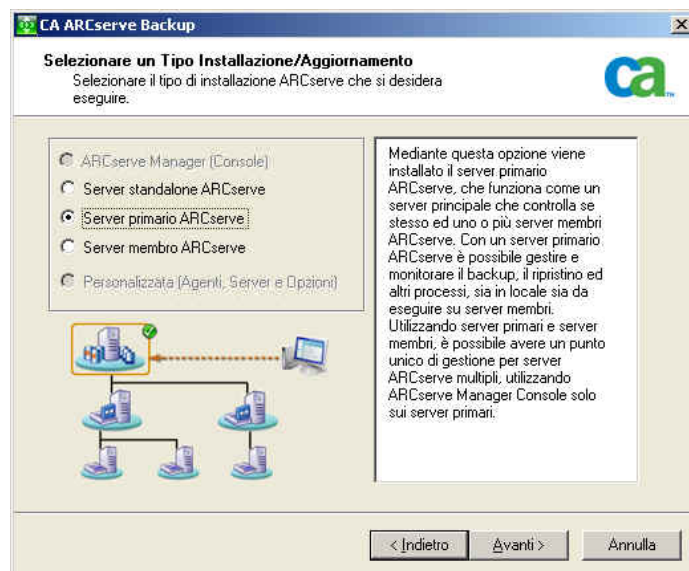 CA ARCserve Backup
Selezionare un Tipo Installazione/Aggiornamento
Selezionare il tipo di installazione ARCserve che si desidera
eseguire.
ca
ARCserve Manager (Console)
Server standalone ARCserve
Server primario ARCserve
Server membro ARCserve
Personalizzata (Agenti, Server e Opzioni)
Mediante questa opzione viene
installato il server primario
ARCserve, che funziona come un
server principale che controlla se
stesso ed uno o più server membri
ARCserve. Con un server primario
ARCserve è possibile gestire e
monitorare il backup, il ripristino ed
altri processi, sia in locale sia da
eseguire su server membri.
Utilizzando server primari e server
membri, è possibile avere un punto
unico di gestione per server
ARCserve multipli, utilizzando
ARCserve Manager Console solo
sui server primari.
< Indietro
Avanti >
Annulla